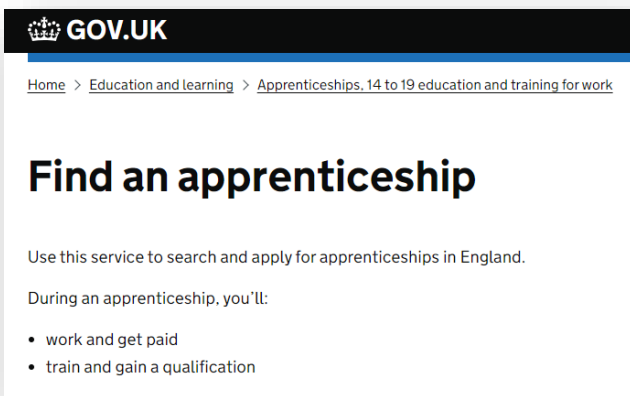 GOV.UK
Home > Education and learning > Apprenticeships, 14 to 19 education and training for work
Find an apprenticeship
Use this service to search and apply for apprenticeships in England.
During an apprenticeship, you'll:
• work and get paid
• train and gain a qualification